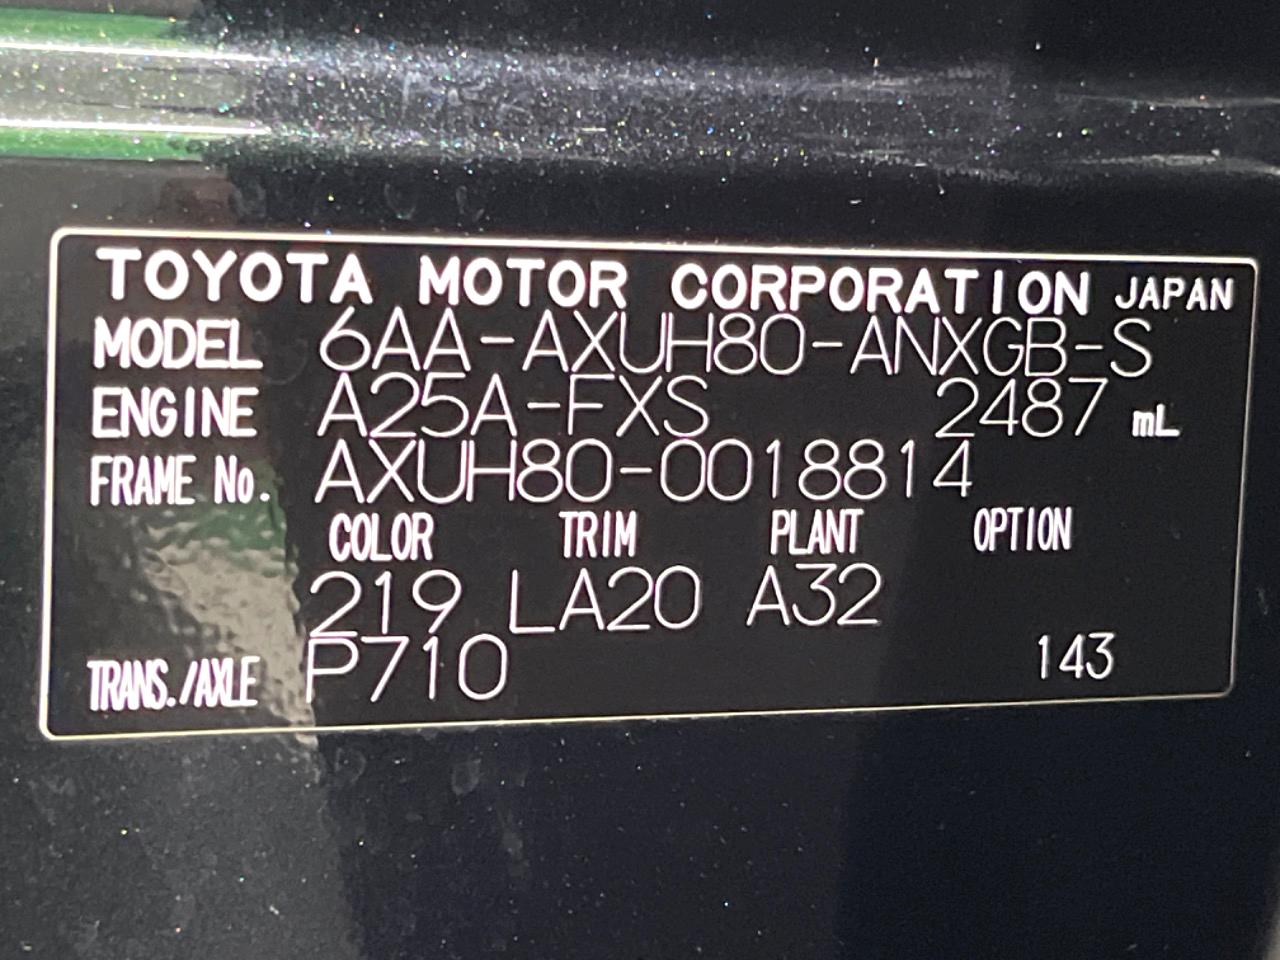 TOYOTA MOTOR CORPORATION JAPAN
MODEL 6AA-AXUH80-ANXGB-S
ENGINE A25A-FXS 2487 mL
FRAME No. AXUH80-0018814
COLOR TRIM PLANT OPTION
219 LA20 A32
TRANS./AXLE P710 143